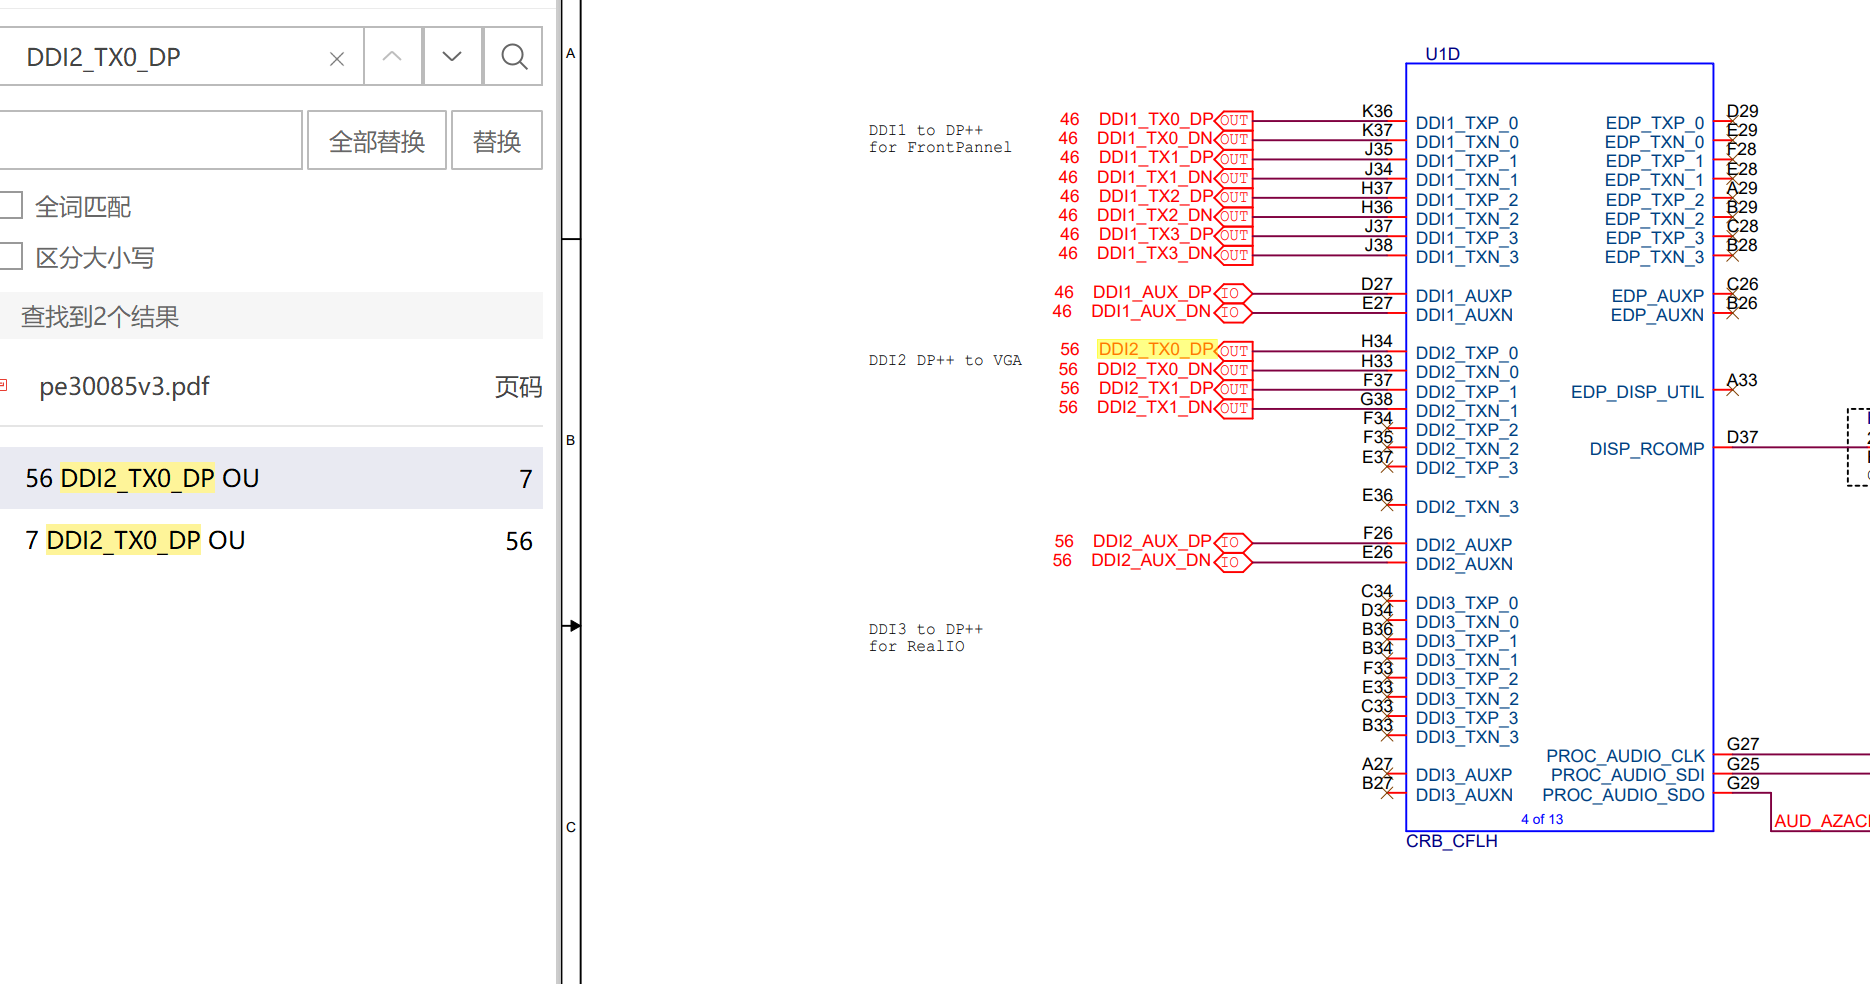 DDI2_TX0_DP
全部替换
替换
全词匹配
区分大小写
查找到2个结果
pe30085v3.pdf 页码
56 DDI2_TX0_DP OU 7
7 DDI2_TX0_DP OU 56
A
B
C
U1D
DDI1 to DP++
for FrontPannel
46 DDI1_TX0_DP OUT K36 DDI1_TXP_0
46 DDI1_TX0_DN OUT K37 DDI1_TXN_0
46 DDI1_TX1_DP OUT J35 DDI1_TXP_1
46 DDI1_TX1_DN OUT J34 DDI1_TXN_1
46 DDI1_TX2_DP OUT H37 DDI1_TXP_2
46 DDI1_TX2_DN OUT H36 DDI1_TXN_2
46 DDI1_TX3_DP OUT J37 DDI1_TXP_3
46 DDI1_TX3_DN OUT J38 DDI1_TXN_3
46 DDI1_AUX_DP IO D27 DDI1_AUXP
46 DDI1_AUX_DN IO E27 DDI1_AUXN
DDI2 DP++ to VGA
56 DDI2_TX0_DP OUT H34 DDI2_TXP_0
56 DDI2_TX0_DN OUT H33 DDI2_TXN_0
56 DDI2_TX1_DP OUT F37 DDI2_TXP_1
56 DDI2_TX1_DN OUT G38 DDI2_TXN_1
F34 DDI2_TXP_2
F35 DDI2_TXN_2
E37 DDI2_TXP_3
E36 DDI2_TXN_3
56 DDI2_AUX_DP IO F26 DDI2_AUXP
56 DDI2_AUX_DN IO E26 DDI2_AUXN
DDI3 to DP++
for RealIO
C34 DDI3_TXP_0
D34 DDI3_TXN_0
B36 DDI3_TXP_1
B34 DDI3_TXN_1
F33 DDI3_TXP_2
E33 DDI3_TXN_2
C33 DDI3_TXP_3
B33 DDI3_TXN_3
A27 DDI3_AUXP
B27 DDI3_AUXN
EDP_TXP_0 D29
EDP_TXN_0 E29
EDP_TXP_1 F28
EDP_TXN_1 E28
EDP_TXP_2 A29
EDP_TXN_2 B29
EDP_TXP_3 C28
EDP_TXN_3 B28
EDP_AUXP C26
EDP_AUXN B26
EDP_DISP_UTIL A33
DISP_RCOMP D37
PROC_AUDIO_CLK G27
PROC_AUDIO_SDI G25
PROC_AUDIO_SDO G29
4 of 13
CRB_CFLH